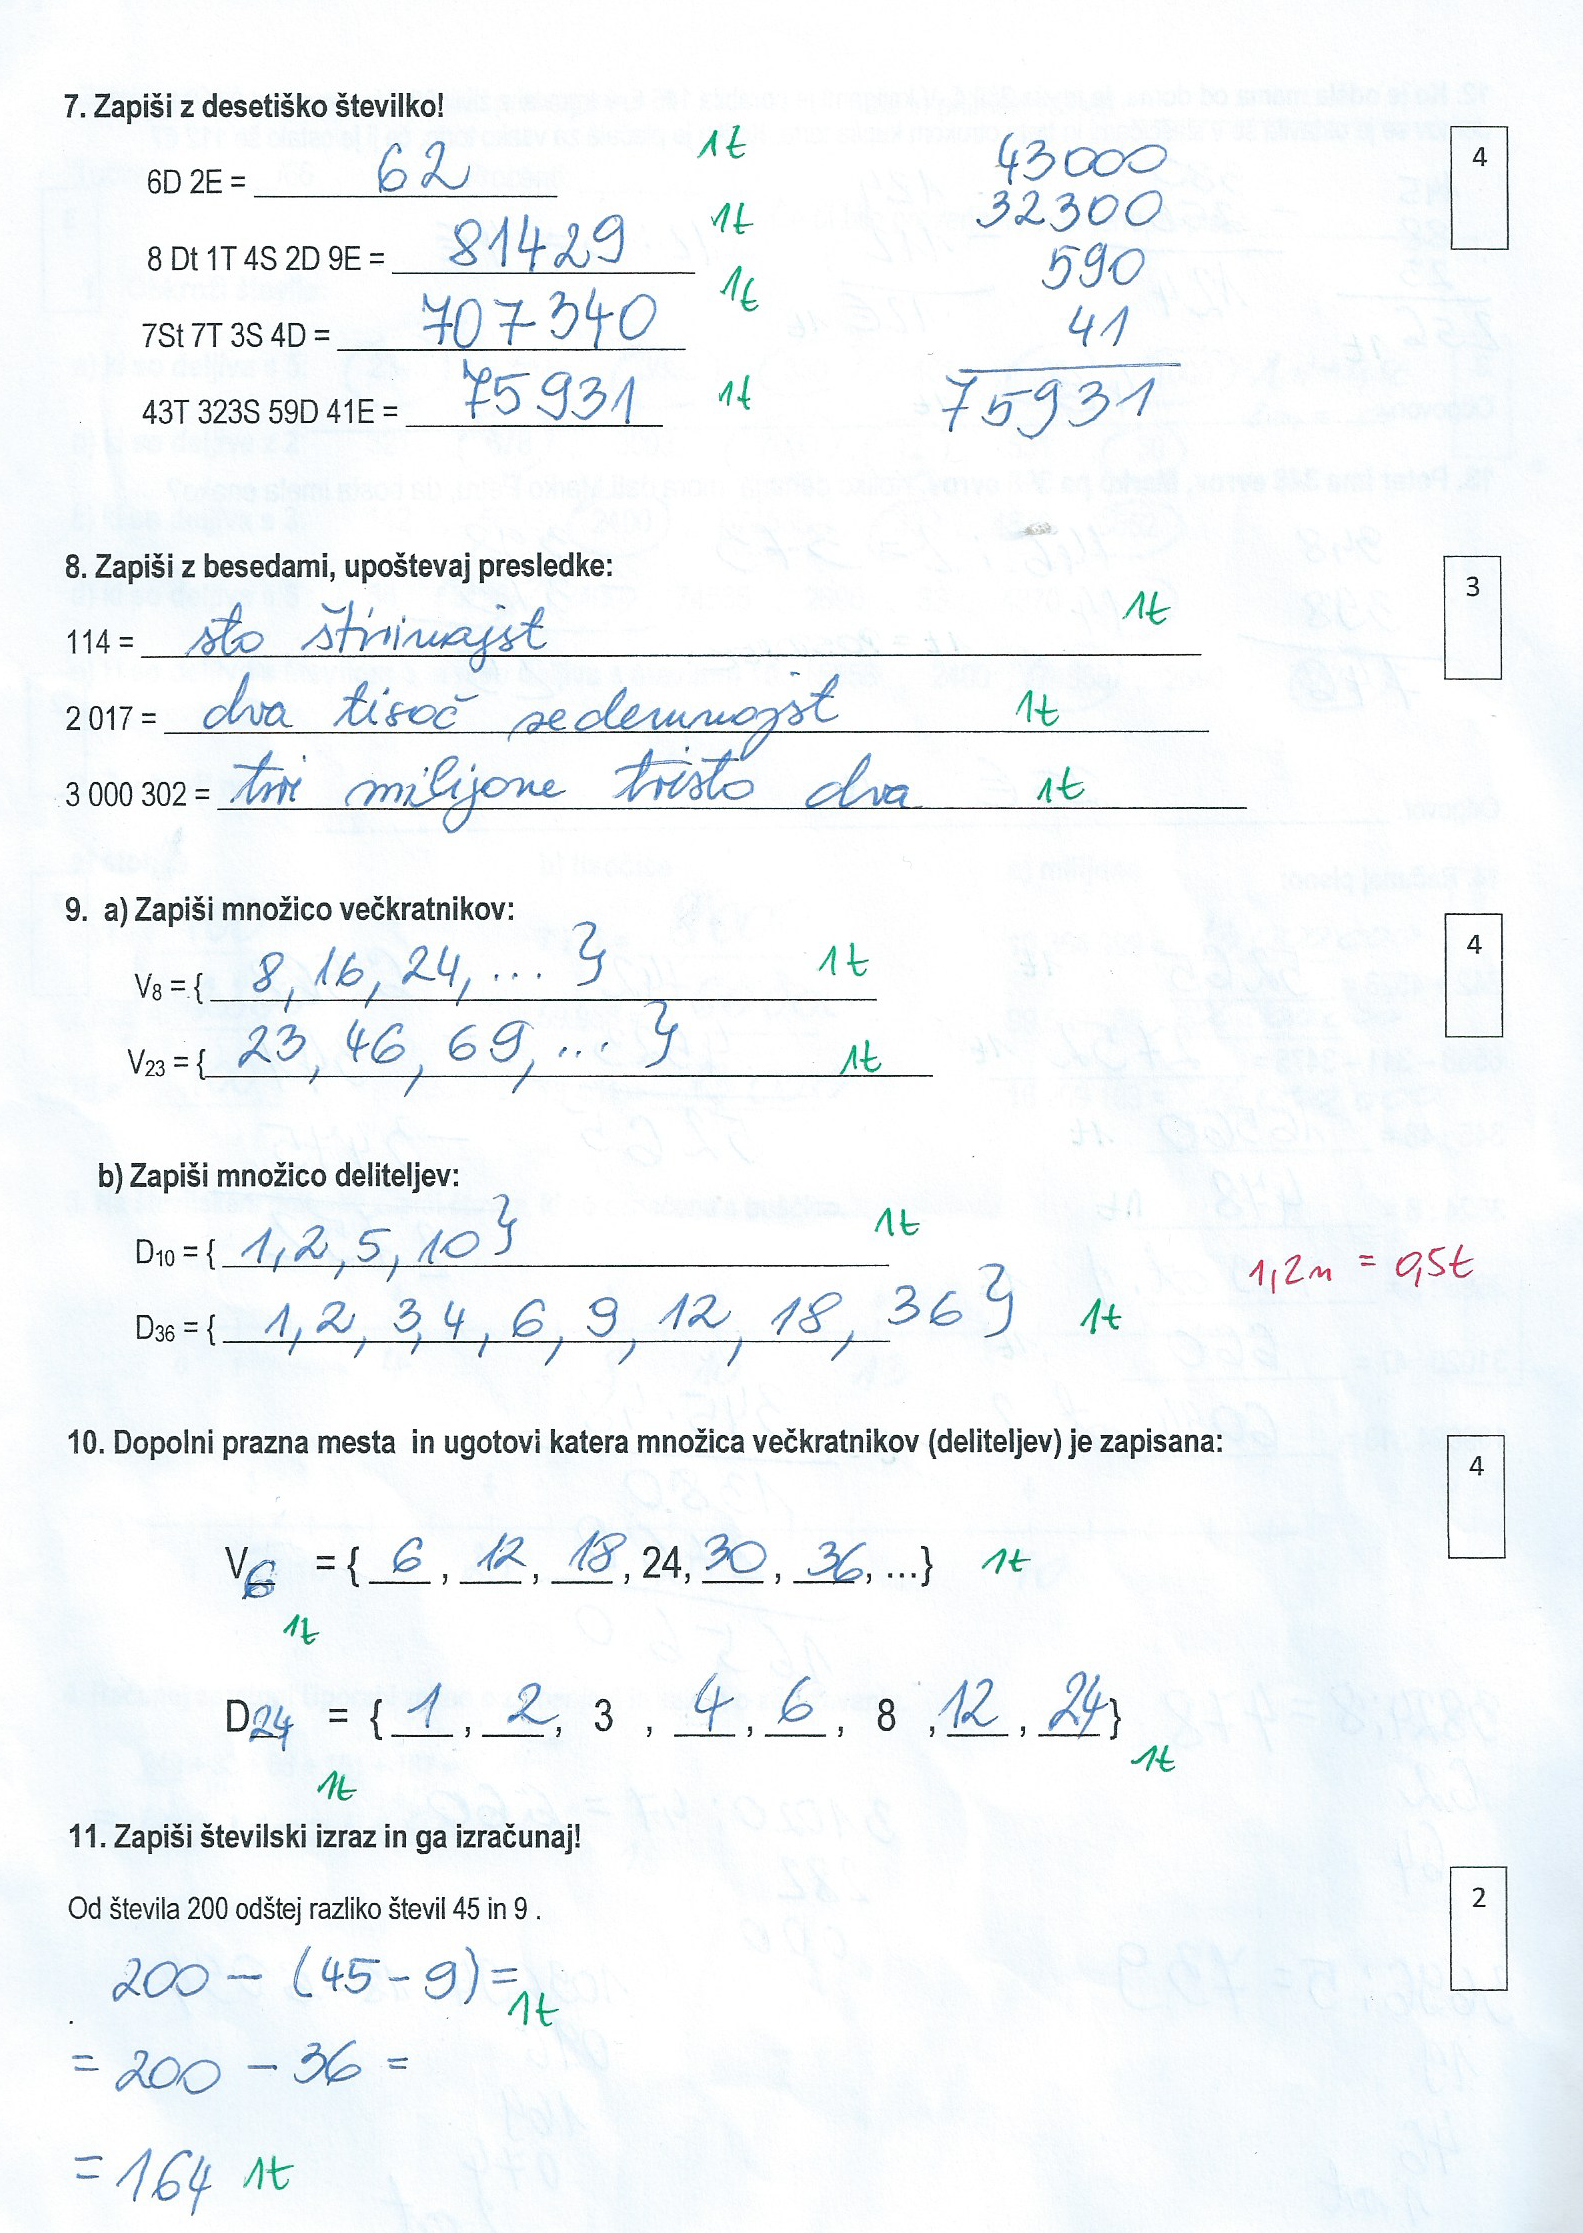 7. Zapiši z desetiško številko!
4
6D 2E = 62 1t
8 Dt 1T 4S 2D 9E = 81429 1t
7St 7T 3S 4D = 707340 1t
43T 323S 59D 41E = 75931 1t
43000
32300
590
41
75931
8. Zapiši z besedami, upoštevaj presledke:
3
114 = sto štirinajst 1t
2 017 = dva tisoč sedemnajst 1t
3 000 302 = tri milijone tristo dva 1t
9. a) Zapiši množico večkratnikov:
4
V8 = { 8, 16, 24, ... } 1t
V23 = { 23, 46, 69, ... } 1t
b) Zapiši množico deliteljev:
D10 = { 1, 2, 5, 10 } 1t
1,2n = 0,5t
D36 = { 1, 2, 3, 4, 6, 9, 12, 18, 36 } 1t
10. Dopolni prazna mesta in ugotovi katera množica večkratnikov (deliteljev) je zapisana:
4
V6 = { 6 , 12 , 18 , 24, 30 , 36, ...} 1t
1t
D24 = { 1 , 2 , 3 , 4 , 6 , 8 , 12 , 24 }
1t
1t
11. Zapiši številski izraz in ga izračunaj!
2
Od števila 200 odštej razliko števil 45 in 9 .
200 - (45 - 9) = 1t
= 200 - 36 =
= 164 1t